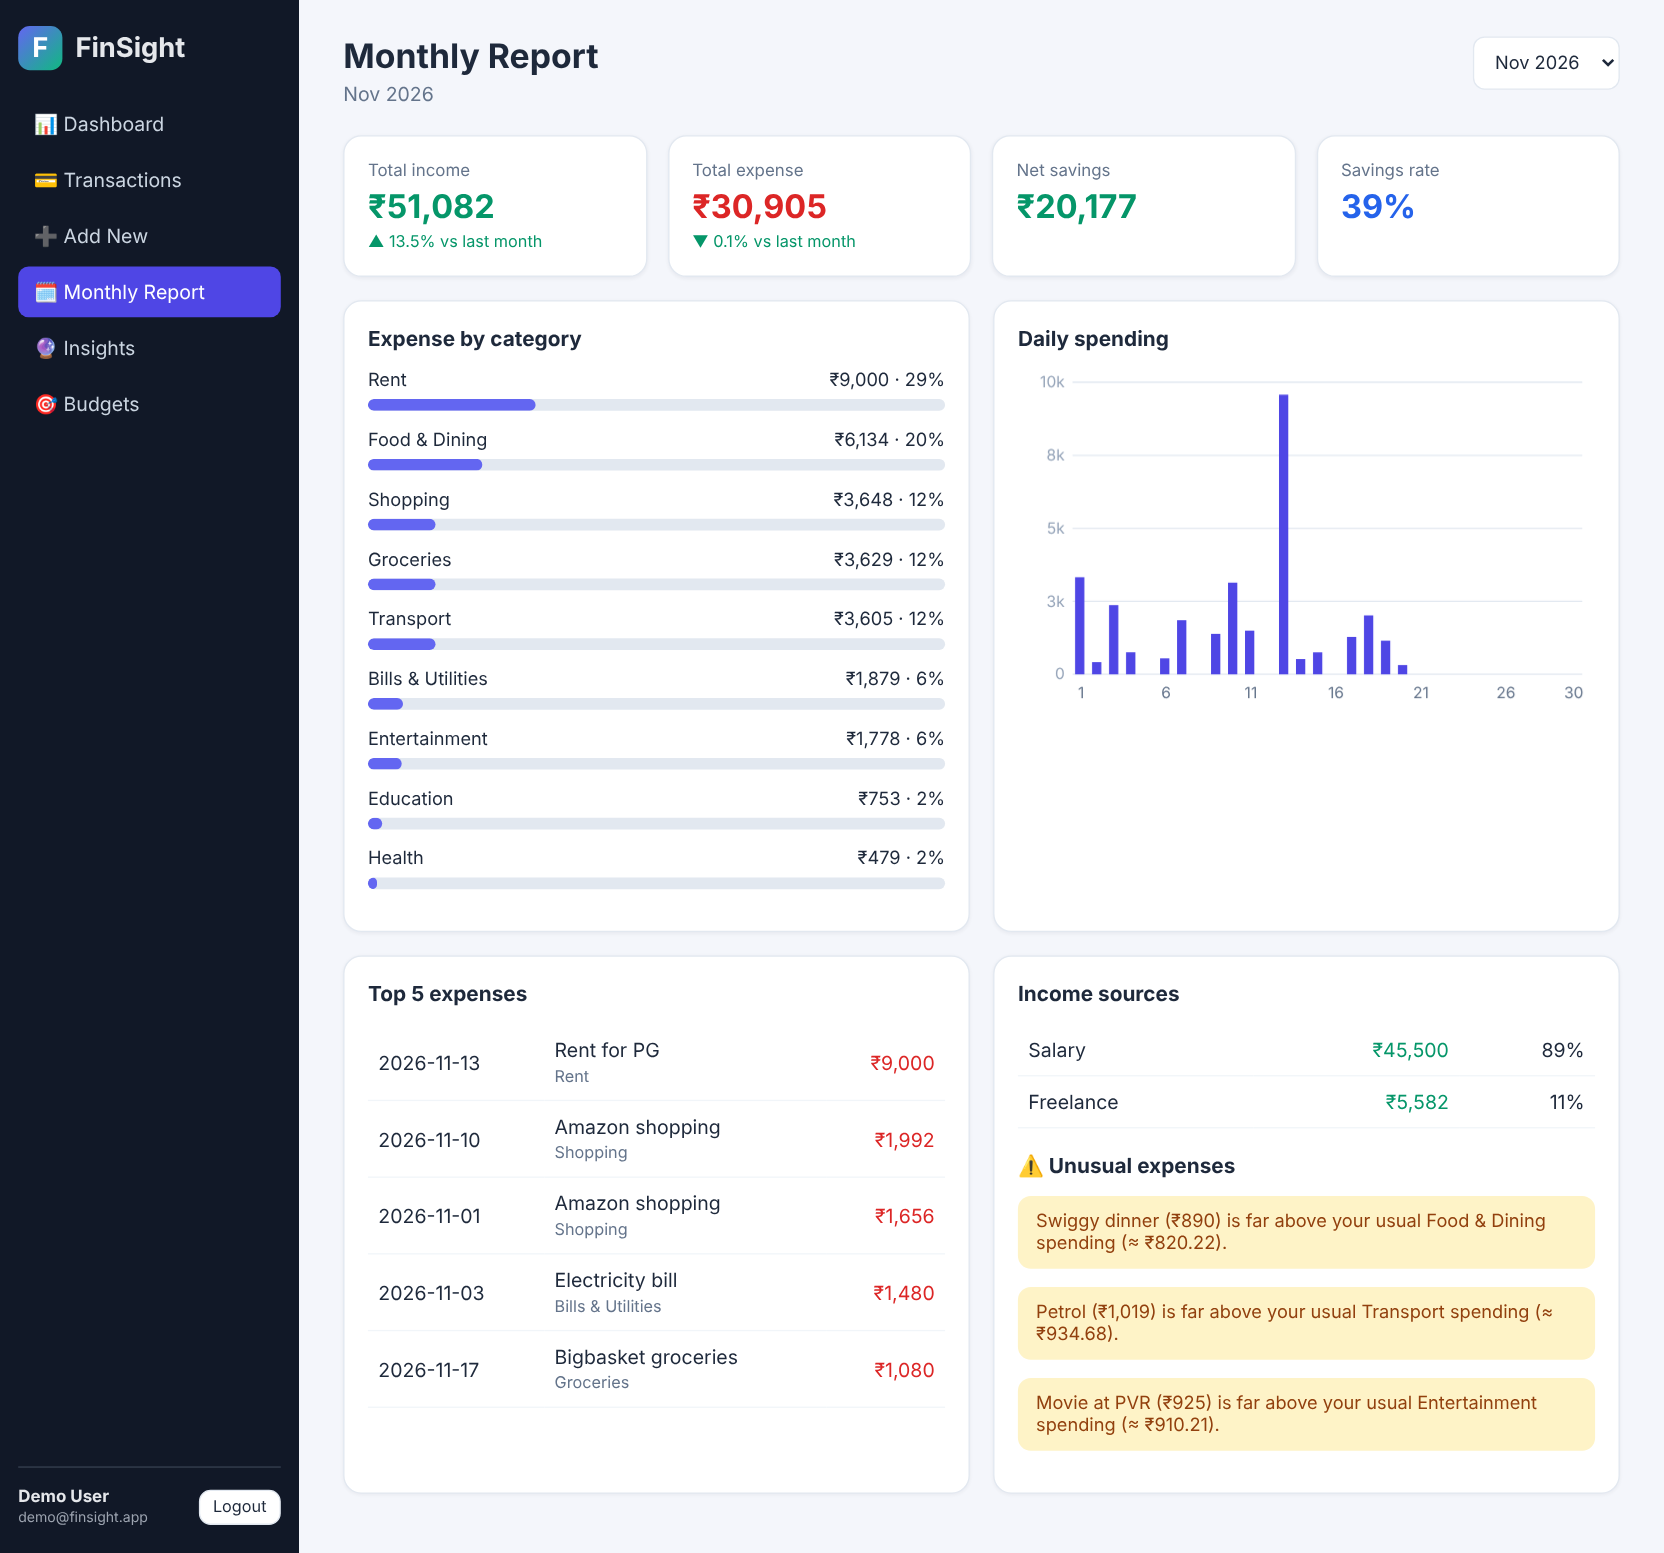 F FinSight
📊 Dashboard
💳 Transactions
➕ Add New
🗓️ Monthly Report
🔮 Insights
🎯 Budgets
Demo User
demo@finsight.app
Logout
Monthly Report
Nov 2026
Nov 2026
Total income
₹51,082
▲ 13.5% vs last month
Total expense
₹30,905
▼ 0.1% vs last month
Net savings
₹20,177
Savings rate
39%
Expense by category
Rent ₹9,000 · 29%
Food & Dining ₹6,134 · 20%
Shopping ₹3,648 · 12%
Groceries ₹3,629 · 12%
Transport ₹3,605 · 12%
Bills & Utilities ₹1,879 · 6%
Entertainment ₹1,778 · 6%
Education ₹753 · 2%
Health ₹479 · 2%
Daily spending
10k
8k
5k
3k
0
1 6 11 16 21 26 30
Top 5 expenses
2026-11-13 Rent for PG ₹9,000
Rent
2026-11-10 Amazon shopping ₹1,992
Shopping
2026-11-01 Amazon shopping ₹1,656
Shopping
2026-11-03 Electricity bill ₹1,480
Bills & Utilities
2026-11-17 Bigbasket groceries ₹1,080
Groceries
Income sources
Salary ₹45,500 89%
Freelance ₹5,582 11%
⚠️ Unusual expenses
Swiggy dinner (₹890) is far above your usual Food & Dining
spending (≈ ₹820.22).
Petrol (₹1,019) is far above your usual Transport spending (≈
₹934.68).
Movie at PVR (₹925) is far above your usual Entertainment
spending (≈ ₹910.21).